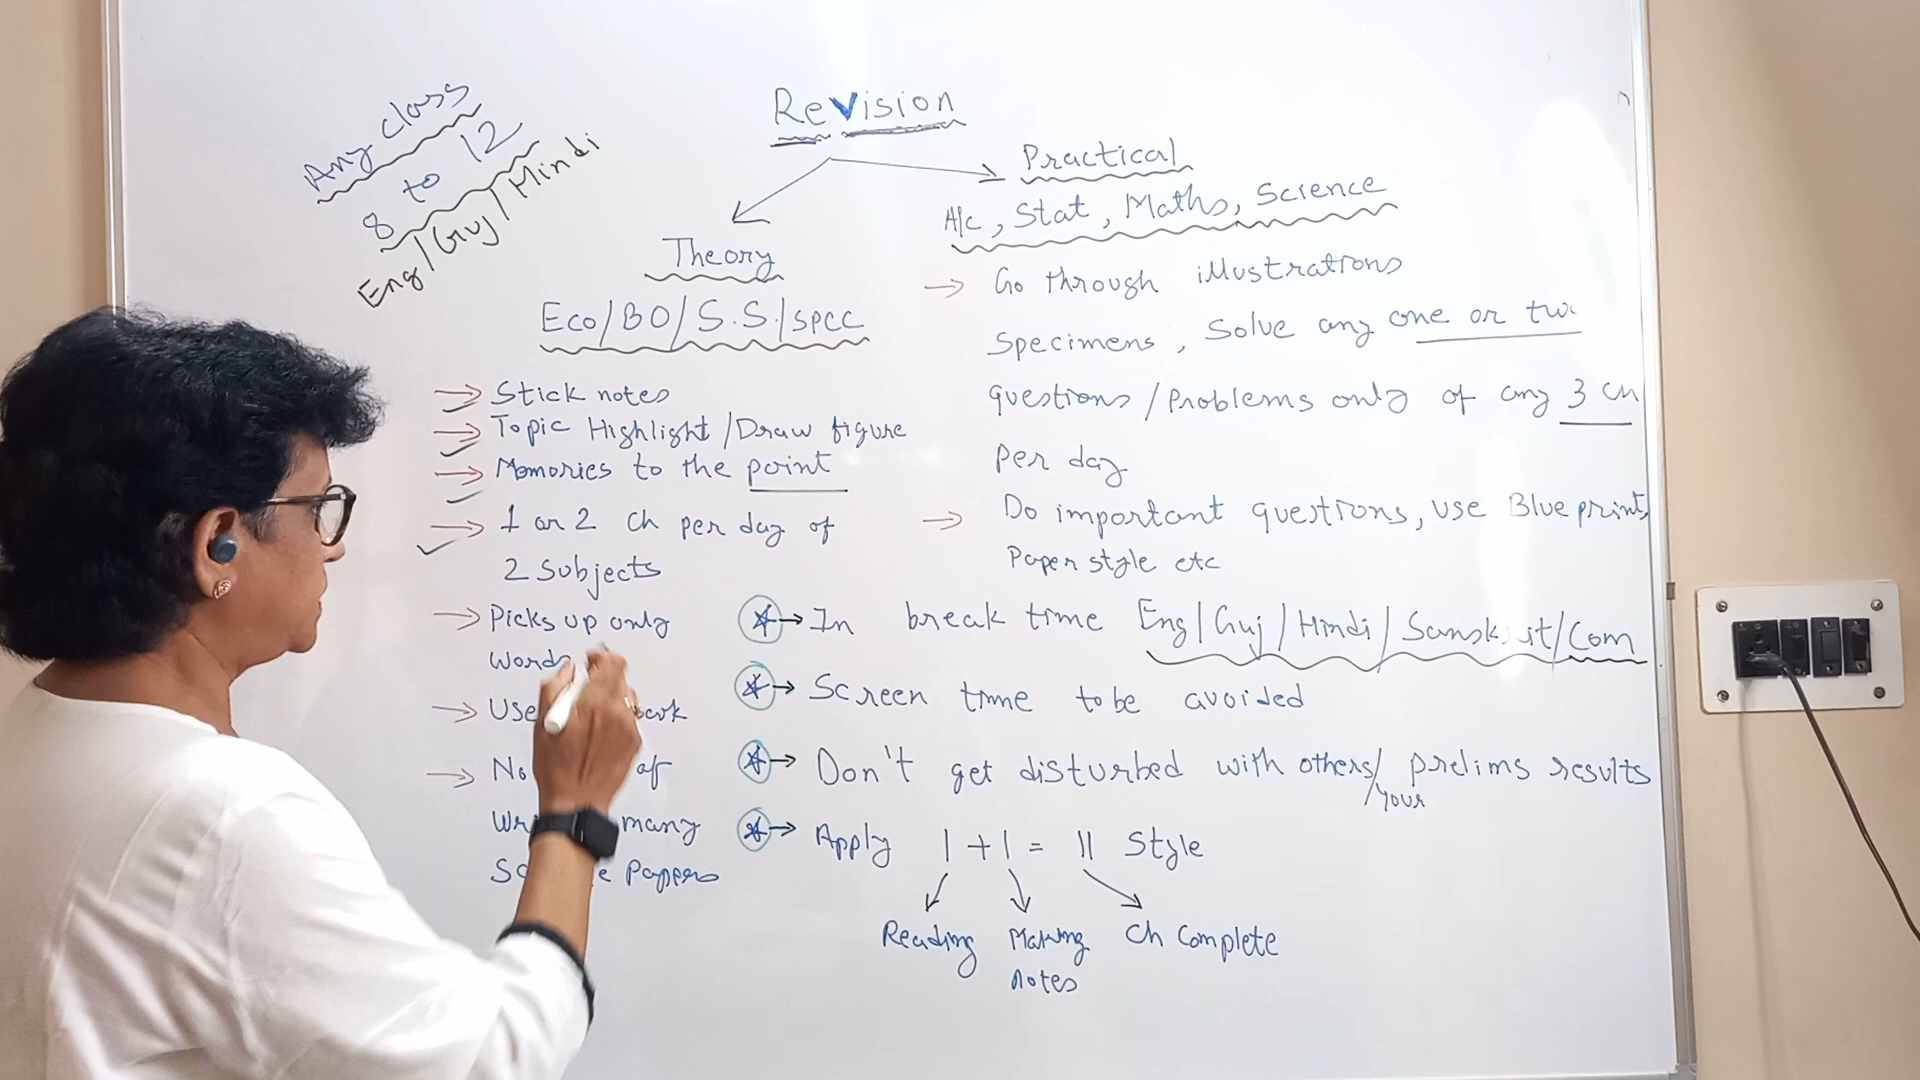 Any class
8 to 12
Eng/Guj/Hindi
Revision
Theory
Eco/BO/S.S./SPCC
Stick notes
Topic Highlight/Draw figure
Memories to the point
1 or 2 Ch per day of
2 Subjects
Picks up only
words
Use
No of
many
Papers
Practical
A/c, Stat, Maths, Science
Go through illustrations
Specimens, Solve any one or two
questions/Problems only of any 3 Ch
Per day
Do important questions, use Blueprint,
Paper style etc
In break time Eng/Guj/Hindi/Sanskrit/Com
Screen time to be avoided
Don't get disturbed with others/ prelims results
/your
Apply 1+1 = 11 Style
Reading Making Ch Complete
notes